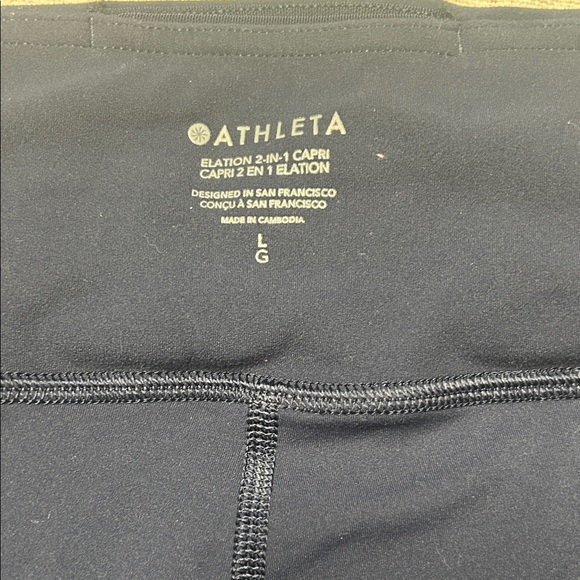 ATHLETA
ELATION 2-IN-1 CAPRI
CAPRI 2 EN 1 ELATION
DESIGNED IN SAN FRANCISCO
CONÇU À SAN FRANCISCO
MADE IN CAMBODIA
L
G